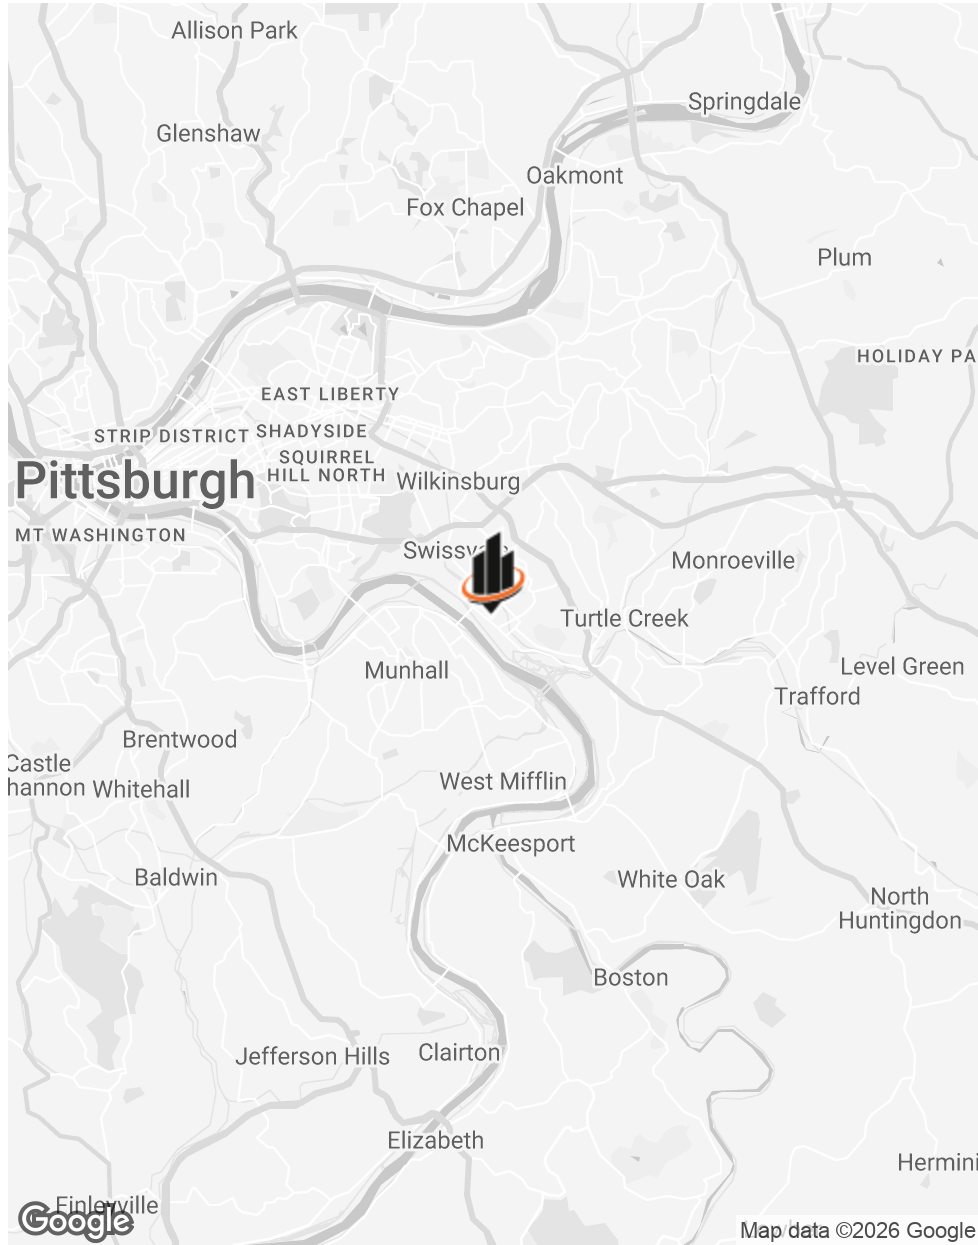 Allison Park
Springdale
Glenshaw
Oakmont
Fox Chapel
Plum
HOLIDAY PA
EAST LIBERTY
STRIP DISTRICT
SHADYSIDE
SQUIRREL
HILL NORTH
Pittsburgh
Wilkinsburg
MT WASHINGTON
Monroeville
Turtle Creek
Munhall
Level Green
Trafford
Brentwood
Castle
hannon
Whitehall
West Mifflin
McKeesport
Baldwin
White Oak
North
Huntingdon
Boston
Jefferson Hills
Clairton
Elizabeth
Hermini
Finleyville
Google
Map data ©2026 Google